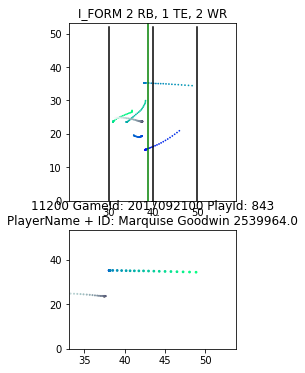 I_FORM 2 RB, 1 TE, 2 WR
50
40
30
20
10
0
30 40 50
11200 GameId: 2017092100 PlayId: 843
PlayerName + ID: Marquise Goodwin 2539964.0
40
20
0
35 40 45 50